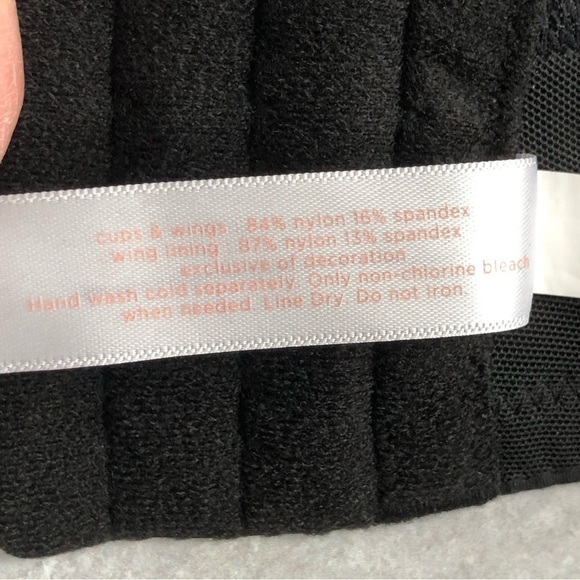 cups & wings : 84% nylon 16% spandex
wing lining : 87% nylon 13% spandex
exclusive of decoration
Hand wash cold separately. Only non-chlorine bleach
when needed. Line Dry. Do not iron.